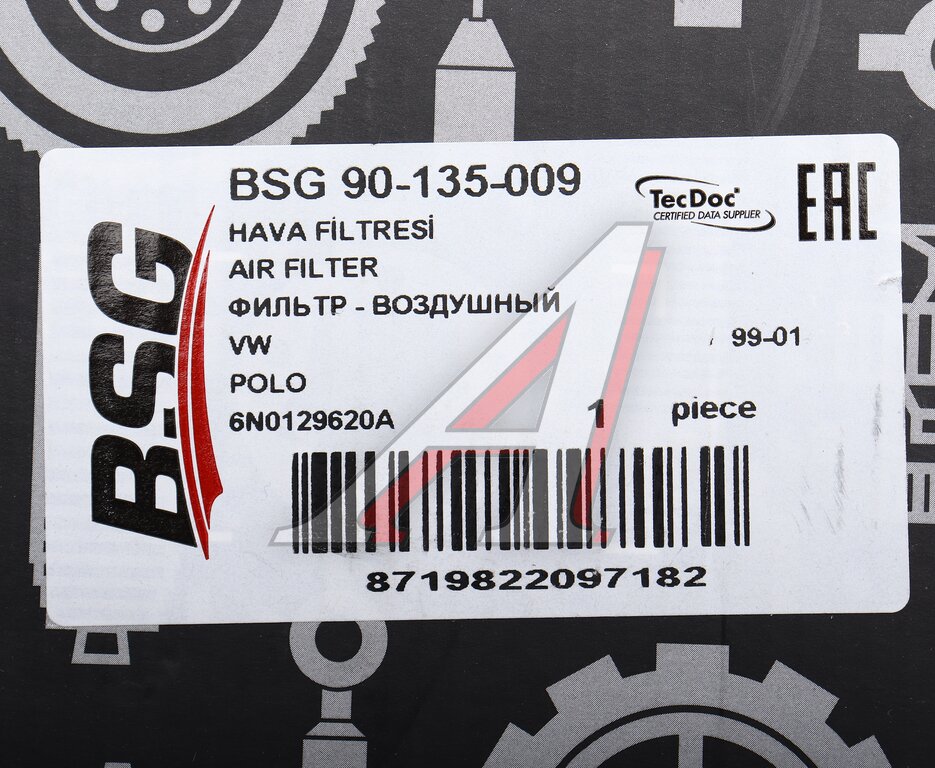 BSG 90-135-009
TecDoc
CERTIFIED DATA SUPPLIER
EAC
BSG
HAVA FİLTRESİ
AIR FILTER
ФИЛЬТР - ВОЗДУШНЫЙ
VW
99-01
POLO
6N0129620A
1 piece
8719822097182